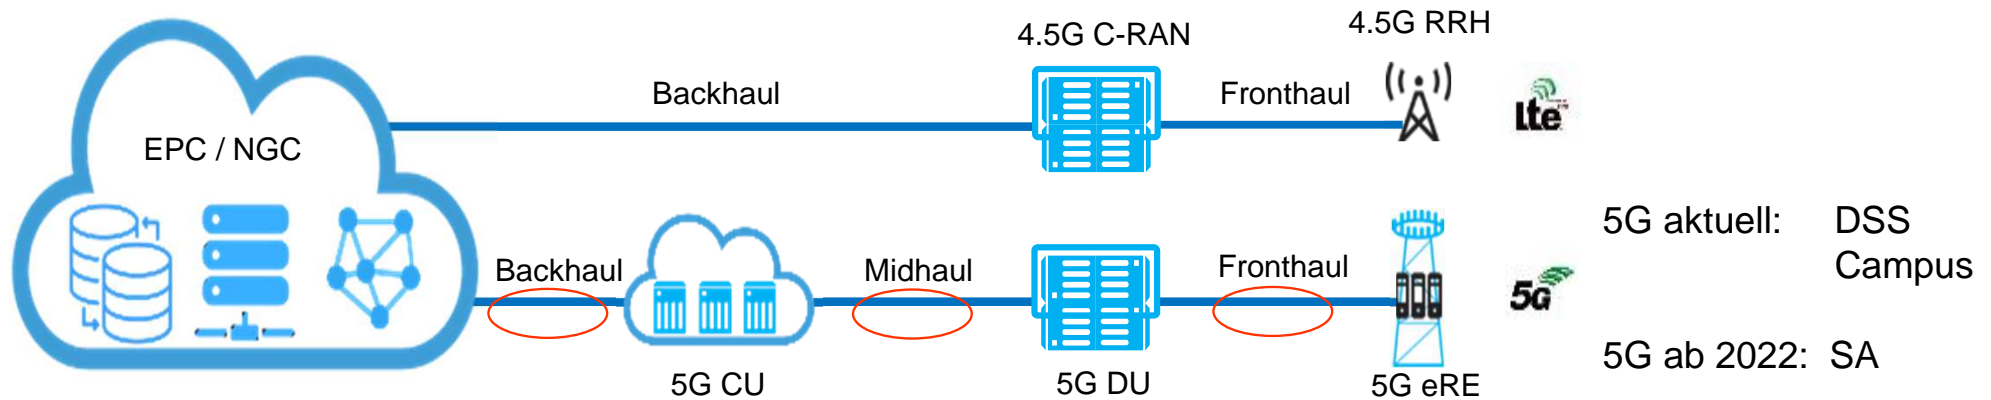 4.5G C-RAN
4.5G RRH
Backhaul
Fronthaul
lte
EPC / NGC
5G aktuell: DSS
Campus
Backhaul
Midhaul
Fronthaul
5G
5G ab 2022: SA
5G CU
5G DU
5G eRE